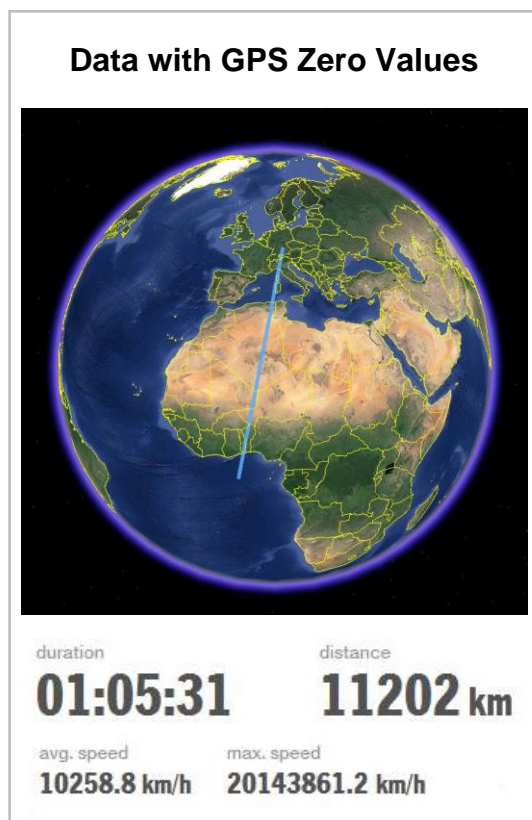 Data with GPS Zero Values
duration distance
01:05:31 11202 km
avg. speed max. speed
10258.8 km/h 20143861.2 km/h